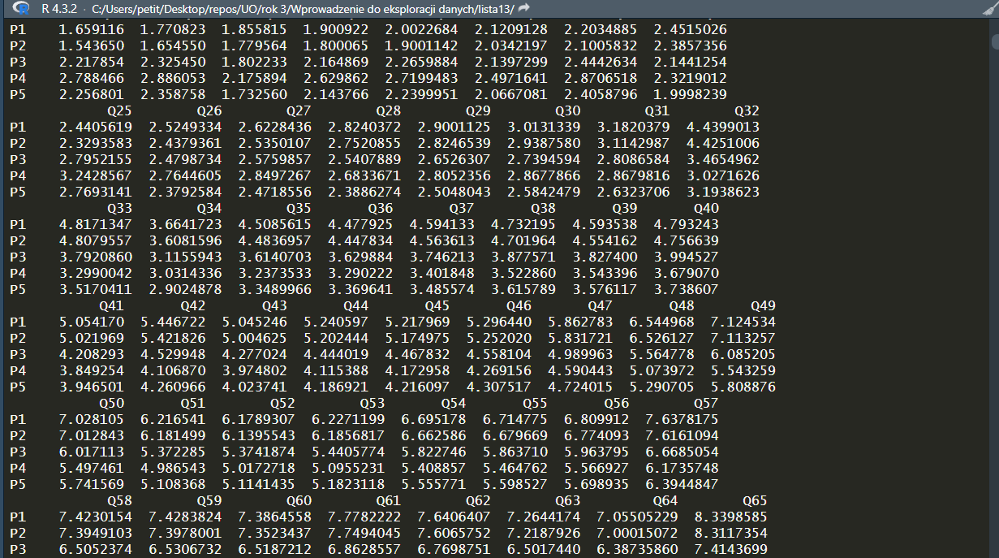 R 4.3.2 · C:/Users/petit/Desktop/repos/UO/rok 3/Wprowadzenie do eksploracji danych/lista13/
P1 1.659116 1.770823 1.855815 1.900922 2.0022684 2.1209128 2.2034885 2.4515026
P2 1.543650 1.654550 1.779564 1.800065 1.9001142 2.0342197 2.1005832 2.3857356
P3 2.217854 2.325450 1.802233 2.164869 2.2659884 2.1397299 2.4442634 2.1441254
P4 2.788466 2.886053 2.175894 2.629862 2.7199483 2.4971641 2.8706518 2.3219012
P5 2.256801 2.358758 1.732560 2.143766 2.2399951 2.0667081 2.4058796 1.9998239
Q25 Q26 Q27 Q28 Q29 Q30 Q31 Q32
P1 2.4405619 2.5249334 2.6228436 2.8240372 2.9001125 3.0131339 3.1820379 4.4399013
P2 2.3293583 2.4379361 2.5350107 2.7520855 2.8246539 2.9387580 3.1142987 4.4251006
P3 2.7952155 2.4798734 2.5759857 2.5407889 2.6526307 2.7394594 2.8086584 3.4654962
P4 3.2428567 2.7644605 2.8497267 2.6833671 2.8052356 2.8677866 2.8679816 3.0271626
P5 2.7693141 2.3792584 2.4718556 2.3886274 2.5048043 2.5842479 2.6323706 3.1938623
Q33 Q34 Q35 Q36 Q37 Q38 Q39 Q40
P1 4.8171347 3.6641723 4.5085615 4.477925 4.594133 4.732195 4.593538 4.793243
P2 4.8079557 3.6081596 4.4836957 4.447834 4.563613 4.701964 4.554162 4.756639
P3 3.7920860 3.1155943 3.6140703 3.629884 3.746213 3.877571 3.827400 3.994527
P4 3.2990042 3.0314336 3.2373533 3.290222 3.401848 3.522860 3.543396 3.679070
P5 3.5170411 2.9024878 3.3489966 3.369641 3.485574 3.615789 3.576117 3.738607
Q41 Q42 Q43 Q44 Q45 Q46 Q47 Q48 Q49
P1 5.054170 5.446722 5.045246 5.240597 5.217969 5.296440 5.862783 6.544968 7.124534
P2 5.021969 5.421826 5.004625 5.202444 5.174975 5.252020 5.831721 6.526127 7.113257
P3 4.208293 4.529948 4.277024 4.444019 4.467832 4.558104 4.989963 5.564778 6.085205
P4 3.849254 4.106870 3.974802 4.115388 4.172958 4.269156 4.590443 5.073972 5.543259
P5 3.946501 4.260966 4.023741 4.186921 4.216097 4.307517 4.724015 5.290705 5.808876
Q50 Q51 Q52 Q53 Q54 Q55 Q56 Q57
P1 7.028105 6.216541 6.1789307 6.2271199 6.695178 6.714775 6.809912 7.6378175
P2 7.012843 6.181499 6.1395543 6.1856817 6.662586 6.679669 6.774093 7.6161094
P3 6.017113 5.372285 5.3741874 5.4405774 5.822746 5.863710 5.963795 6.6685054
P4 5.497461 4.986543 5.0172718 5.0955231 5.408857 5.464762 5.566927 6.1735748
P5 5.741569 5.108368 5.1141435 5.1823118 5.555771 5.598527 5.698935 6.3944847
Q58 Q59 Q60 Q61 Q62 Q63 Q64 Q65
P1 7.4230154 7.4283824 7.3864558 7.7782222 7.6406407 7.2644174 7.05505229 8.3398585
P2 7.3949103 7.3978001 7.3523437 7.7494045 7.6065752 7.2187926 7.00015072 8.3117354
P3 6.5052374 6.5306732 6.5187212 6.8628557 6.7698751 6.5017440 6.38735860 7.4143699